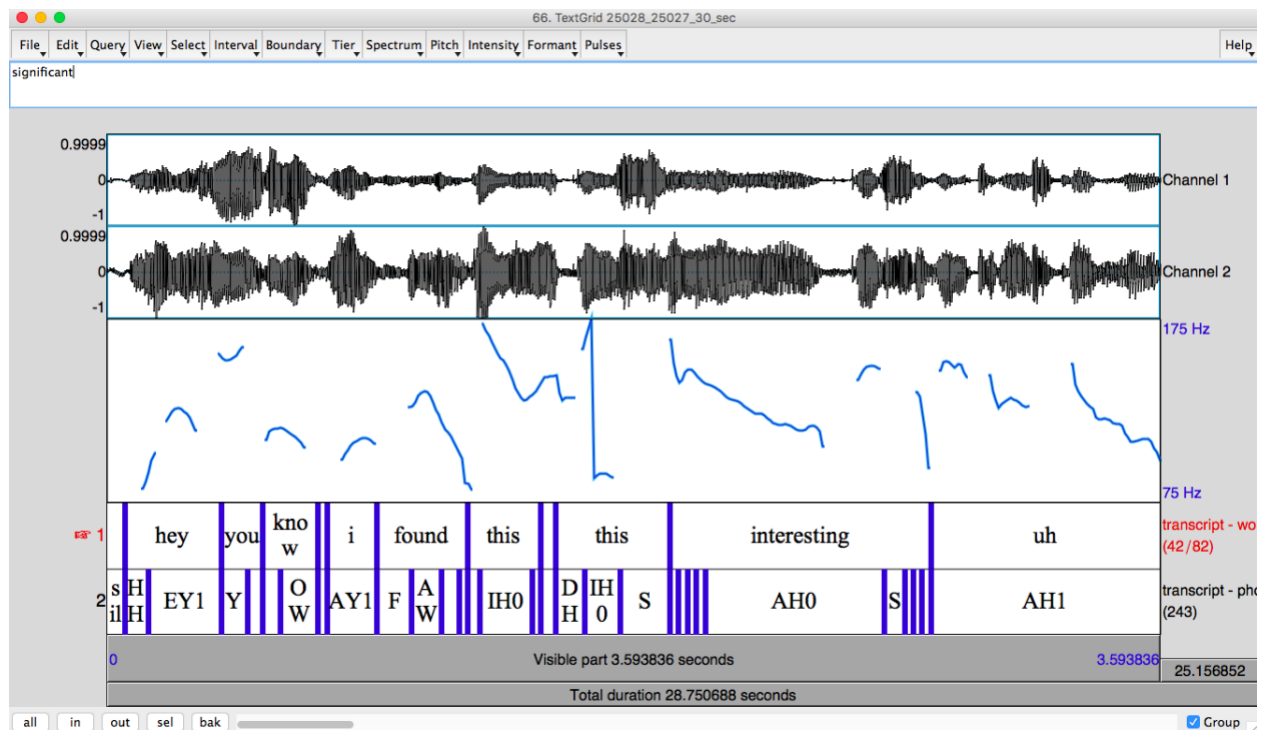 66. TextGrid 25028_25027_30_sec
File Edit Query View Select Interval Boundary Tier Spectrum Pitch Intensity Formant Pulses Help
significant
0.9999
0
-1
Channel 1
0.9999
0
-1
Channel 2
175 Hz
75 Hz
1
hey you kno i found this this interesting uh
w
transcript - wo
(42/82)
2
s H EY1 Y O AY1 F A IH0 D IH S AH0 S AH1
il H W W H 0
transcript - pho
(243)
0 Visible part 3.593836 seconds 3.593836
25.156852
Total duration 28.750688 seconds
all in out sel bak Group